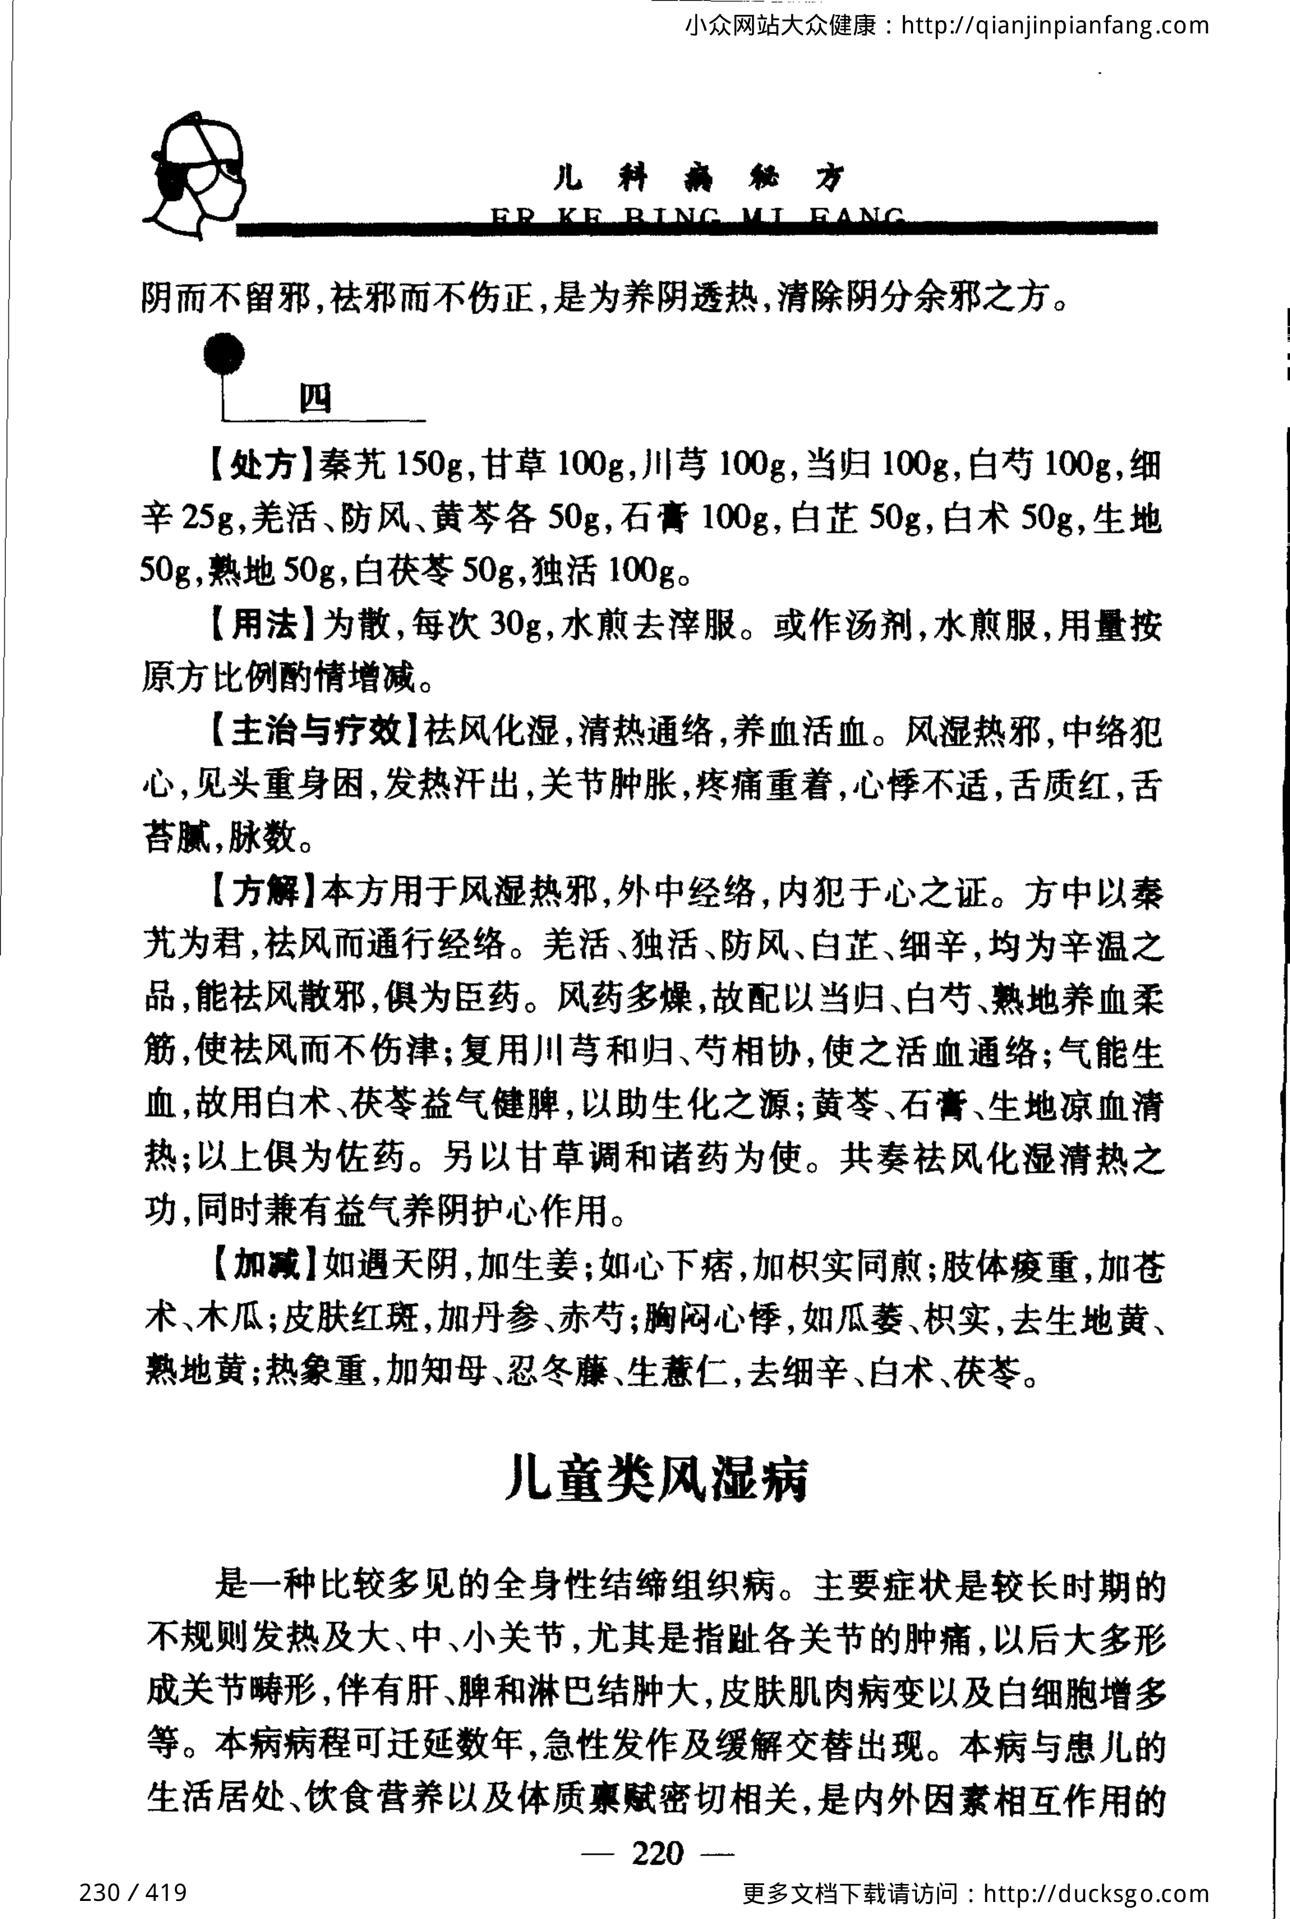 小众网站大众健康：http://qianjinpianfang.com
儿科病秘方
ER KE BING MI FANG
阴而不留邪,祛邪而不伤正,是为养阴透热,清除阴分余邪之方。
四
【处方】秦艽 150g,甘草 100g,川芎 100g,当归 100g,白芍 100g,细
辛 25g,羌活、防风、黄芩各 50g,石膏 100g,白芷 50g,白术 50g,生地
50g,熟地 50g,白茯苓 50g,独活 100g。
【用法】为散,每次 30g,水煎去滓服。或作汤剂,水煎服,用量按
原方比例酌情增减。
【主治与疗效】祛风化湿,清热通络,养血活血。风湿热邪,中络犯
心,见头重身困,发热汗出,关节肿胀,疼痛重着,心悸不适,舌质红,舌
苔腻,脉数。
【方解】本方用于风湿热邪,外中经络,内犯于心之证。方中以秦
艽为君,祛风而通行经络。羌活、独活、防风、白芷、细辛,均为辛温之
品,能祛风散邪,俱为臣药。风药多燥,故配以当归、白芍、熟地养血柔
筋,使祛风而不伤津;复用川芎和归、芍相协,使之活血通络;气能生
血,故用白术、茯苓益气健脾,以助生化之源;黄芩、石膏、生地凉血清
热;以上俱为佐药。另以甘草调和诸药为使。共奏祛风化湿清热之
功,同时兼有益气养阴护心作用。
【加减】如遇天阴,加生姜;如心下痞,加枳实同煎;肢体痠重,加苍
术、木瓜;皮肤红斑,加丹参、赤芍;胸闷心悸,如瓜蒌、枳实,去生地黄、
熟地黄;热象重,加知母、忍冬藤、生薏仁,去细辛、白术、茯苓。
儿童类风湿病
是一种比较多见的全身性结缔组织病。主要症状是较长时期的
不规则发热及大、中、小关节,尤其是指趾各关节的肿痛,以后大多形
成关节畸形,伴有肝、脾和淋巴结肿大,皮肤肌肉病变以及白细胞增多
等。本病病程可迁延数年,急性发作及缓解交替出现。本病与患儿的
生活居处、饮食营养以及体质禀赋密切相关,是内外因素相互作用的
— 220 —
230 / 419
更多文档下载请访问：http://ducksgo.com